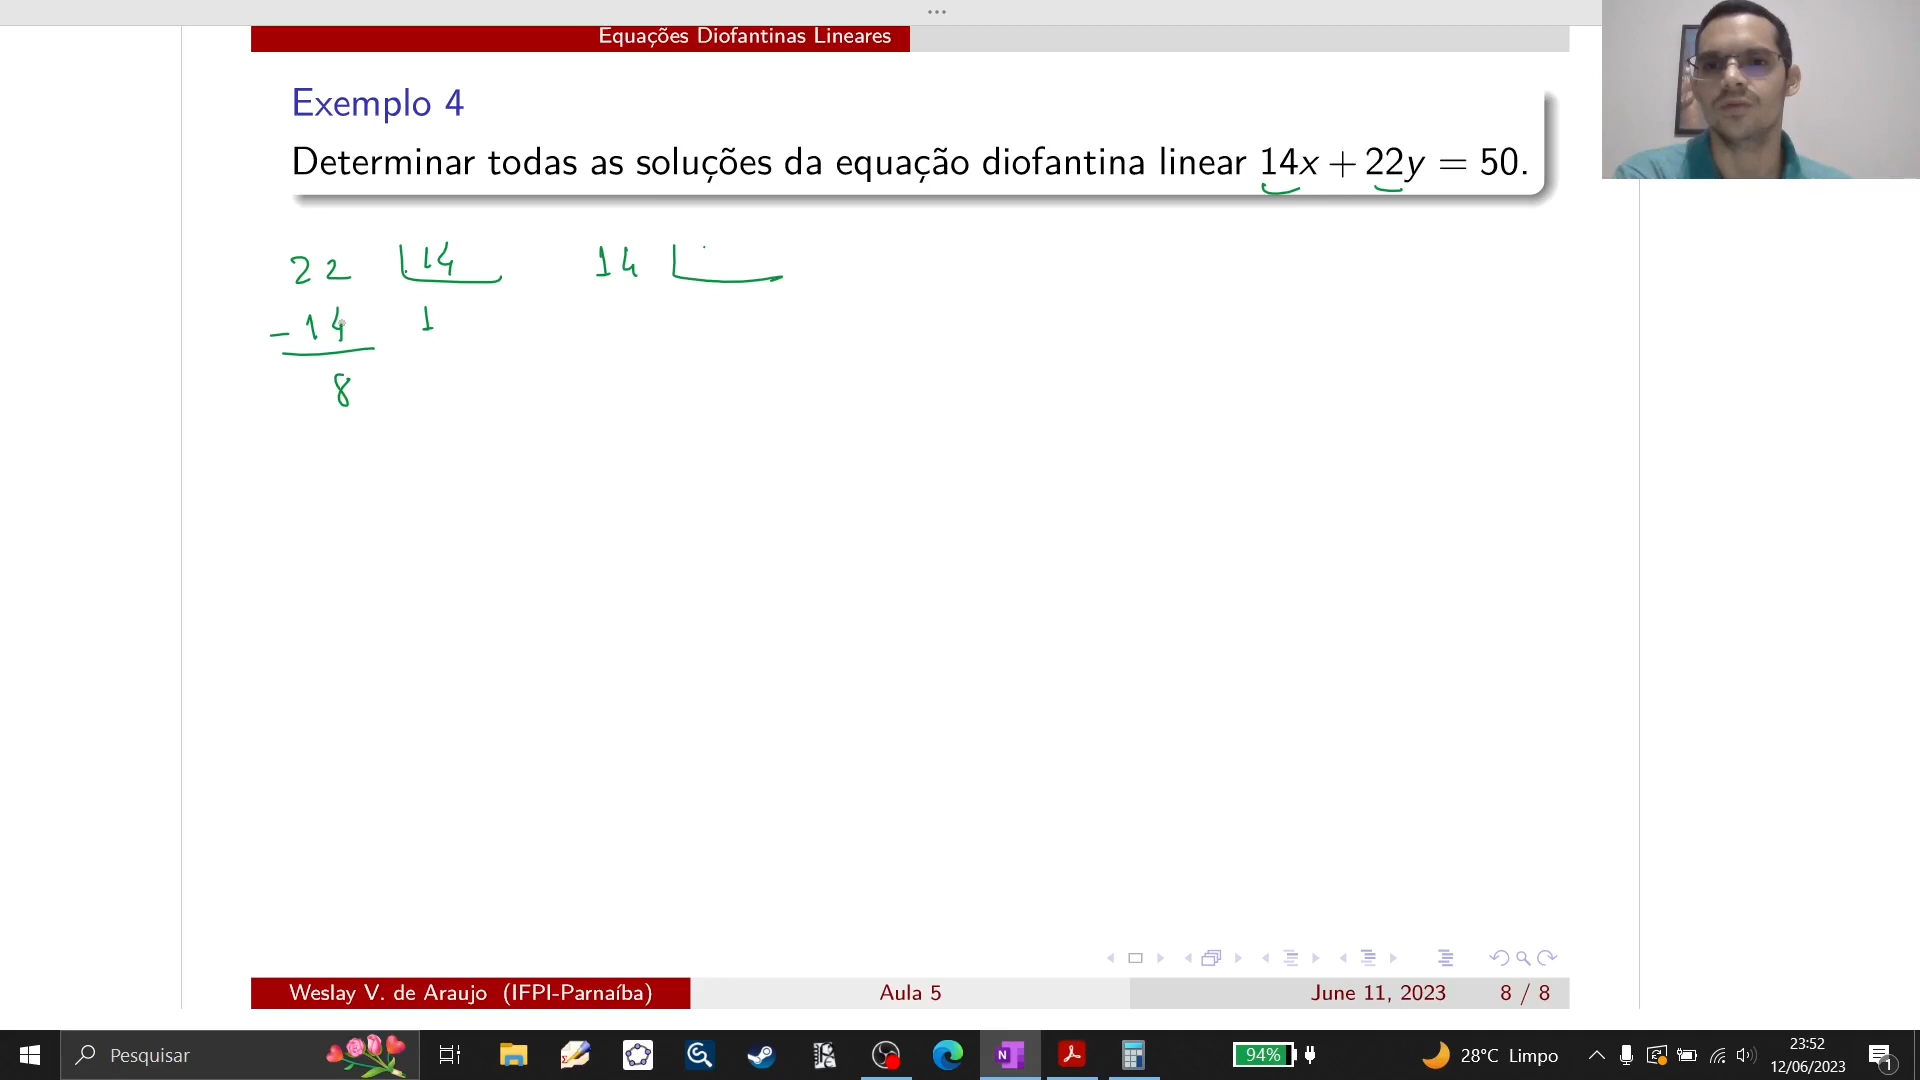 Equações Diofantinas Lineares
Exemplo 4
Determinar todas as soluções da equação diofantina linear 14x + 22y = 50.
22 14 14
-14 1
8
Weslay V. de Araujo (IFPI-Parnaíba) Aula 5 June 11, 2023 8 / 8
Pesquisar 94% 28°C Limpo 23:52
12/06/2023 1